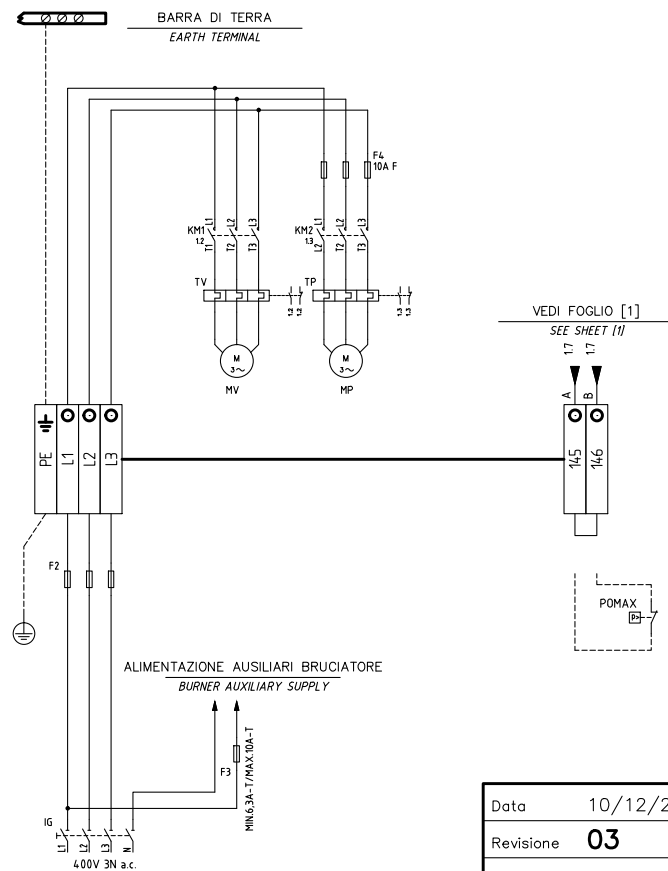 BARRA DI TERRA
EARTH TERMINAL
F4
10A F
KM1
1.2
L1 L2 L3
T1 T2 T3
KM2
1.3
L1 L2 L3
L2 T2 T3
TV
1.2 1.2
TP
1.3 1.3
M
3~
MV
M
3~
MP
VEDI FOGLIO [1]
SEE SHEET [1]
1.7 1.7
A B
PE L1 L2 L3
145 146
F2
POMAX
P>
ALIMENTAZIONE AUSILIARI BRUCIATORE
BURNER AUXILIARY SUPPLY
F3
MIN.6,3A-T/MAX.10A-T
IG
L1 L2 L3 N
400V 3N a.c.
Data 10/12/2
Revisione 03